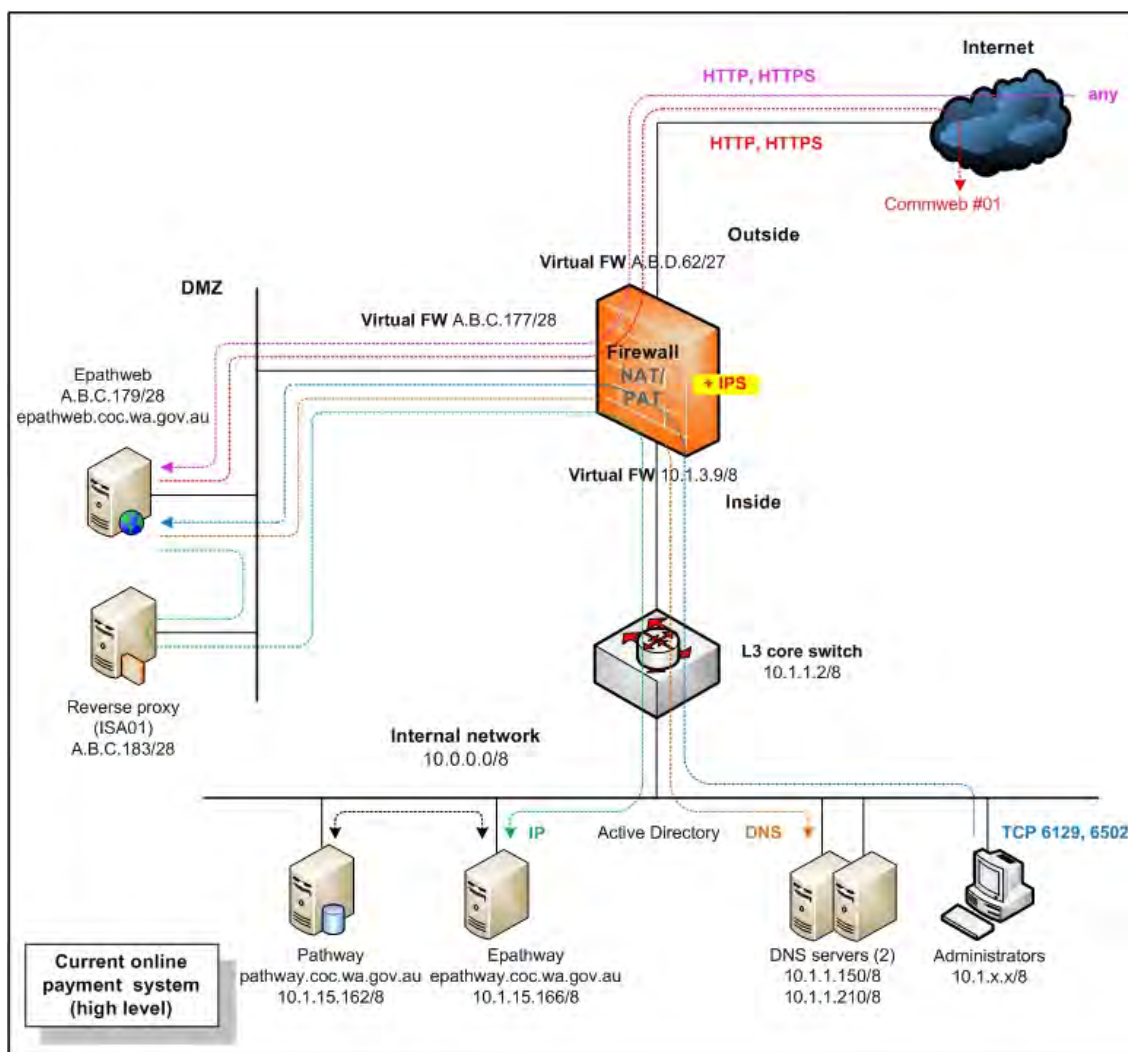 Internet
HTTP, HTTPS
any
HTTP, HTTPS
Commweb #01
Outside
Virtual FW A.B.D.62/27
DMZ
Virtual FW A.B.C.177/28
Firewall
NAT/
PAT
+ IPS
Epathweb
A.B.C.179/28
epathweb.coc.wa.gov.au
Virtual FW 10.1.3.9/8
Inside
L3 core switch
10.1.1.2/8
Reverse proxy
(ISA01)
A.B.C.183/28
Internal network
10.0.0.0/8
IP
Active Directory
DNS
TCP 6129, 6502
Pathway
pathway.coc.wa.gov.au
10.1.15.162/8
Epathway
epathway.coc.wa.gov.au
10.1.15.166/8
DNS servers (2)
10.1.1.150/8
10.1.1.210/8
Administrators
10.1.x.x/8
Current online
payment system
(high level)